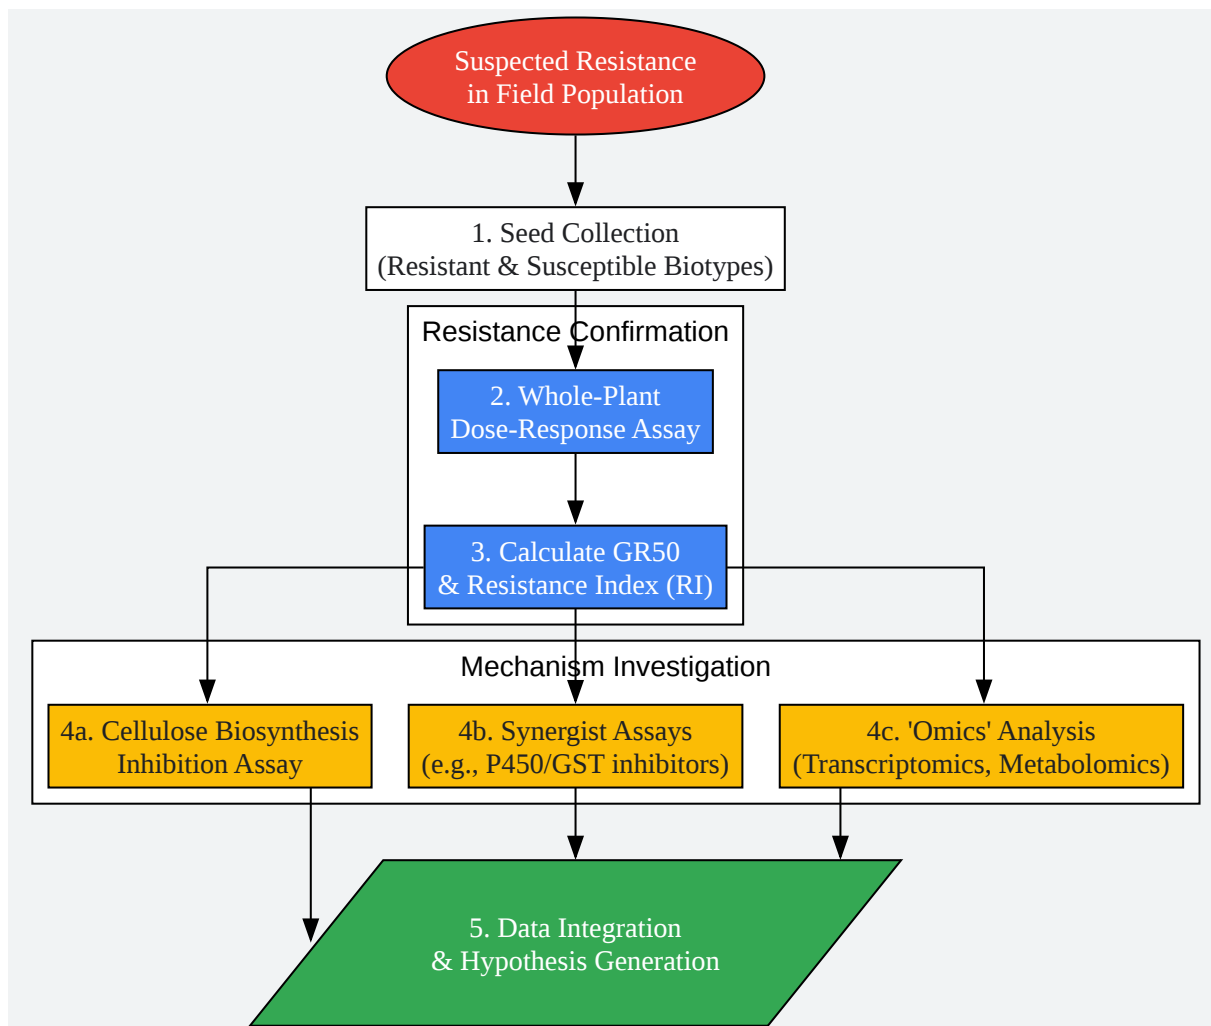 Suspected Resistance
in Field Population
1. Seed Collection
(Resistant & Susceptible Biotypes)
Resistance Confirmation
2. Whole-Plant
Dose-Response Assay
3. Calculate GR50
& Resistance Index (RI)
Mechanism Investigation
4a. Cellulose Biosynthesis
Inhibition Assay
4b. Synergist Assays
(e.g., P450/GST inhibitors)
4c. 'Omics' Analysis
(Transcriptomics, Metabolomics)
5. Data Integration
& Hypothesis Generation